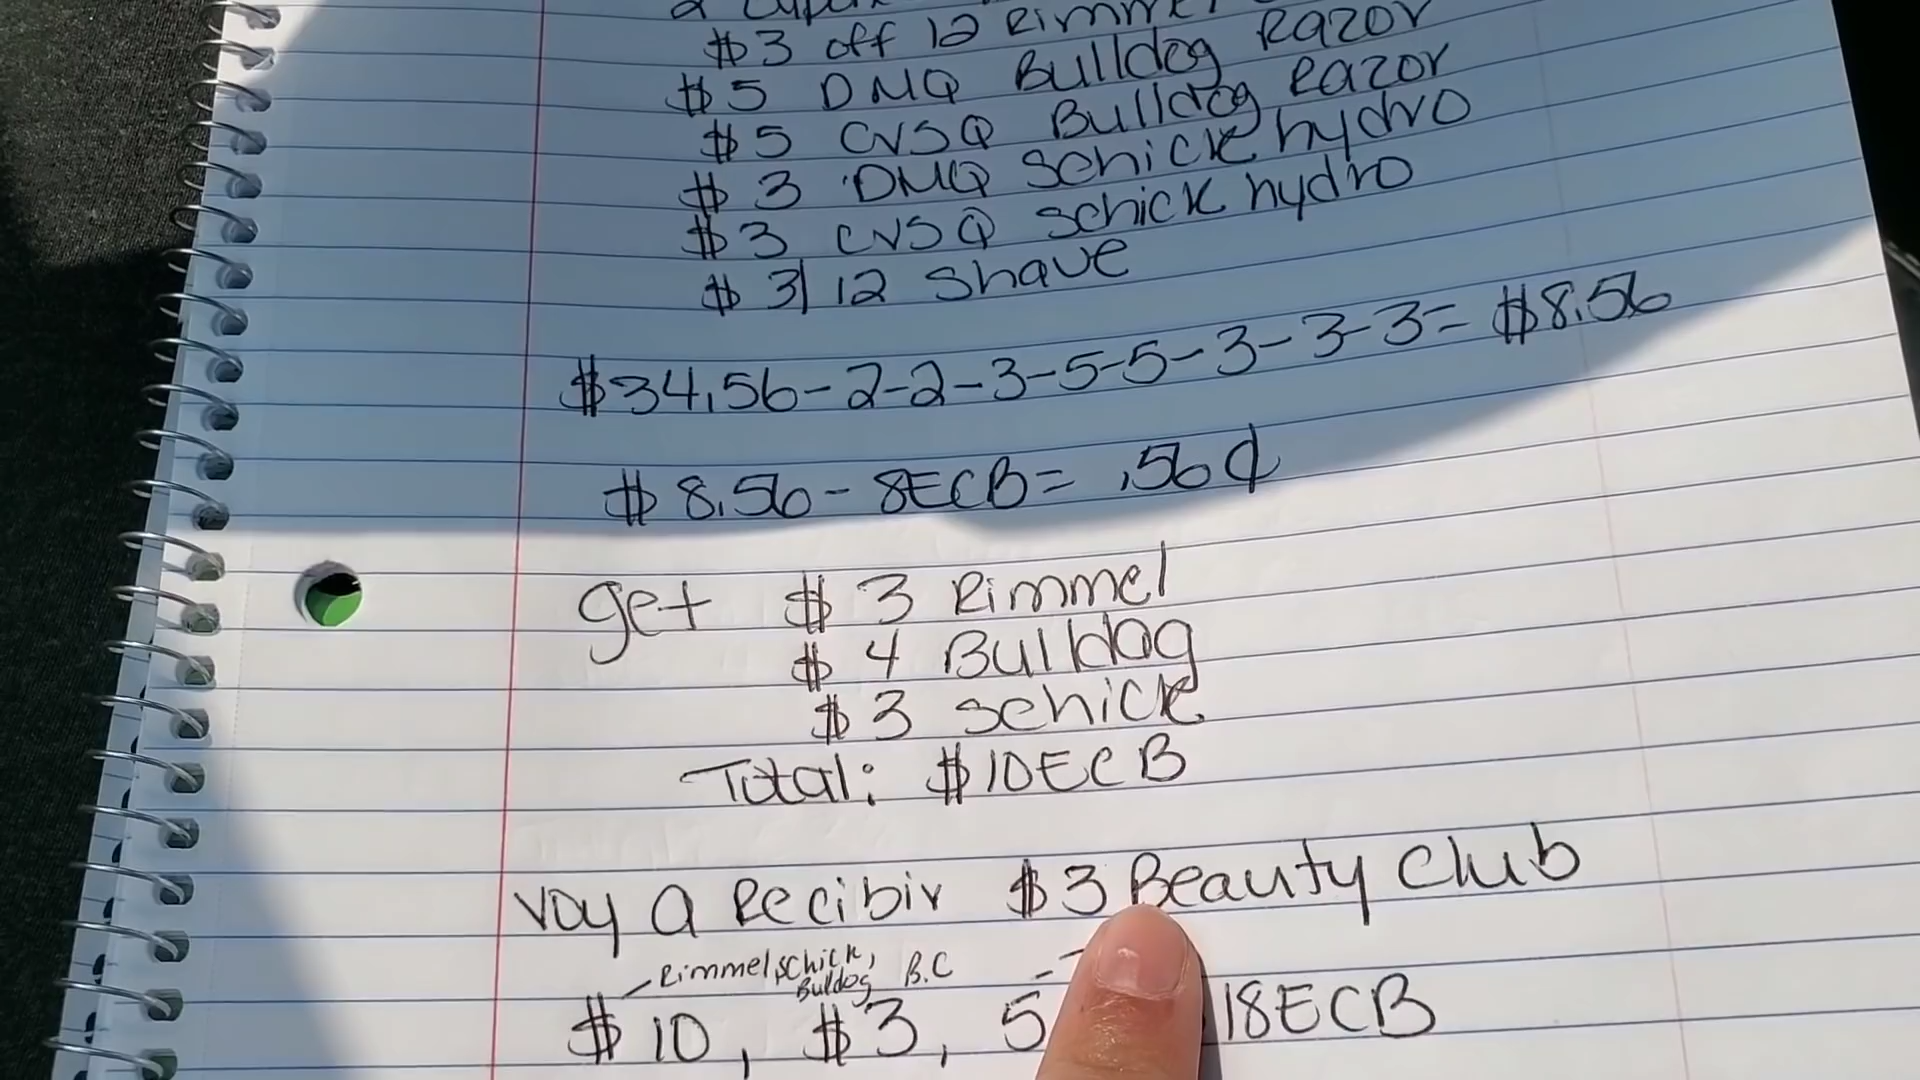 $3 off 12 Rimmel
$5 DMQ Bulldog Razor
$5 CVSQ Bulldog Razor
$3 DMQ Schick hydro
$3 CVSQ Schick hydro
$3|12 Shave
$34.56-2-2-3-5-5-3-3-3= $8.56
$8.56-8ECB= .56¢
get $3 Rimmel
$4 Bulldog
$3 Schick
Total: $10ECB
Voy a Recibir $3 Beauty Club
Rimmel, Schick, B.C
Bulldog
$10, $3, 5 18ECB